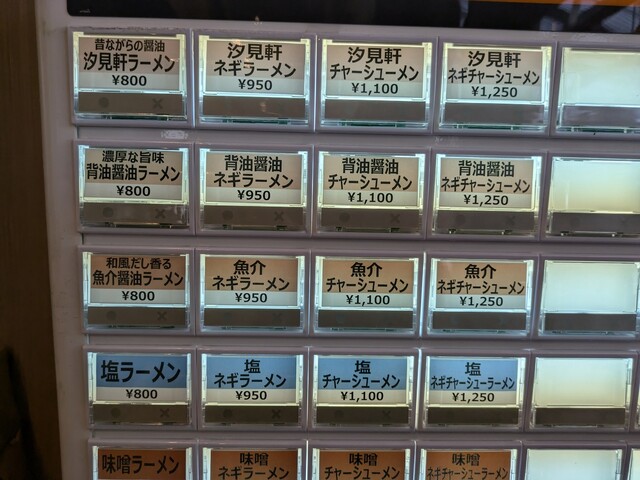 昔ながらの醤油
汐見軒ラーメン
¥800
汐見軒
ネギラーメン
¥950
汐見軒
チャーシューメン
¥1,100
汐見軒
ネギチャーシューメン
¥1,250
濃厚な旨味
背油醤油ラーメン
¥800
背油醤油
ネギラーメン
¥950
背油醤油
チャーシューメン
¥1,100
背油醤油
ネギチャーシューメン
¥1,250
和風だし香る
魚介醤油ラーメン
¥800
魚介
ネギラーメン
¥950
魚介
チャーシューメン
¥1,100
魚介
ネギチャーシューメン
¥1,250
塩ラーメン
¥800
塩
ネギラーメン
¥950
塩
チャーシューメン
¥1,100
塩
ネギチャーシューラーメン
¥1,250
味噌ラーメン
味噌
ネギラーメン
味噌
チャーシューメン
味噌
ネギチャーシューラーメン